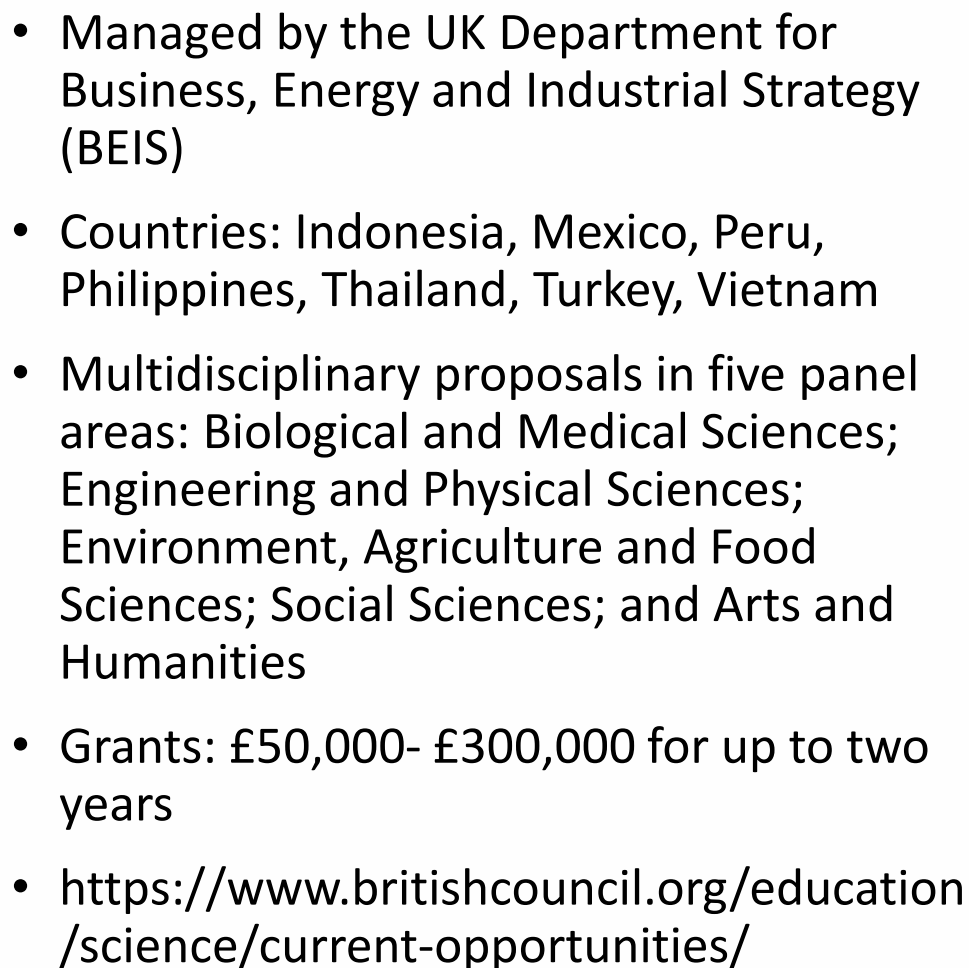 • Managed by the UK Department for
Business, Energy and Industrial Strategy
(BEIS)
• Countries: Indonesia, Mexico, Peru,
Philippines, Thailand, Turkey, Vietnam
• Multidisciplinary proposals in five panel
areas: Biological and Medical Sciences;
Engineering and Physical Sciences;
Environment, Agriculture and Food
Sciences; Social Sciences; and Arts and
Humanities
• Grants: £50,000- £300,000 for up to two
years
• https://www.britishcouncil.org/education
/science/current-opportunities/